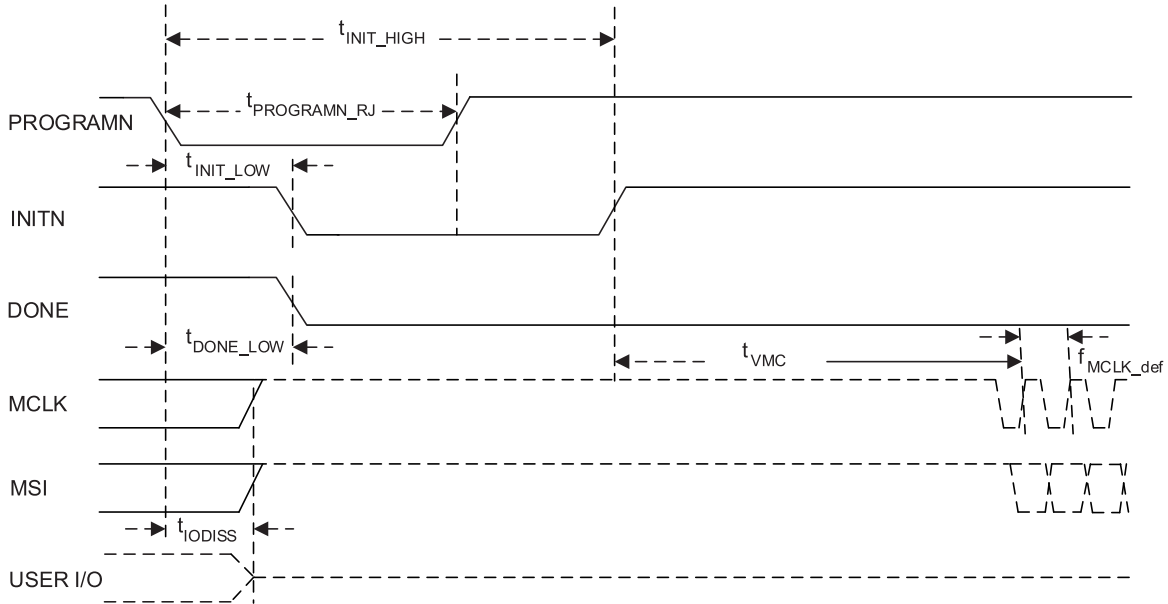 tINIT_HIGH
tPROGRAMN_RJ
PROGRAMN
tINIT_LOW
INITN
DONE
tDONE_LOW
tVMC
fMCLK_def
MCLK
MSI
tIODISS
USER I/O